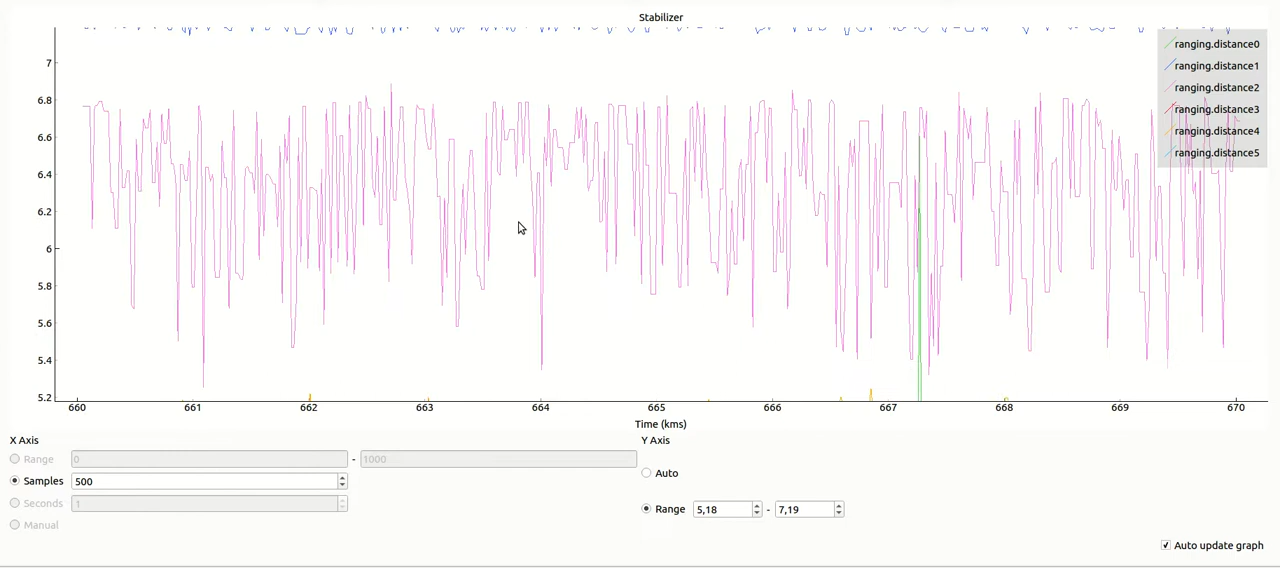 Stabilizer
ranging.distance0
ranging.distance1
ranging.distance2
ranging.distance3
ranging.distance4
ranging.distance5
7
6.8
6.6
6.4
6.2
6
5.8
5.6
5.4
5.2
660 661 662 663 664 665 666 667 668 669 670
Time (kms)
X Axis
Range 0 - 1000
Samples 500
Seconds 1
Manual
Y Axis
Auto
Range 5,18 - 7,19
Auto update graph